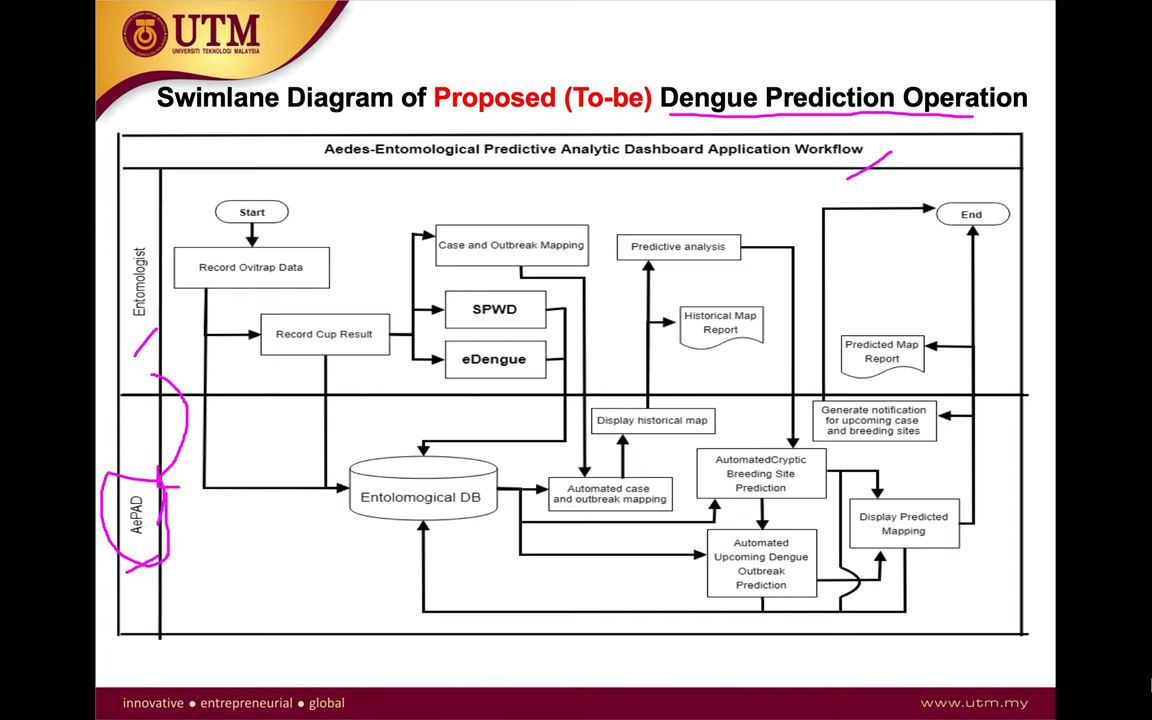 UTM
UNIVERSITI TEKNOLOGI MALAYSIA
Swimlane Diagram of Proposed (To-be) Dengue Prediction Operation
Aedes-Entomological Predictive Analytic Dashboard Application Workflow
Entomologist
Start
Record Ovitrap Data
Record Cup Result
Case and Outbreak Mapping
SPWD
eDengue
Predictive analysis
Historical Map
Report
End
Predicted Map
Report
AePAD
Entolomogical DB
Display historical map
Automated case
and outbreak mapping
AutomatedCryptic
Breeding Site
Prediction
Automated
Upcoming Dengue
Outbreak
Prediction
Generate notification
for upcoming case
and breeding sites
Display Predicted
Mapping
innovative ● entrepreneurial ● global
www.utm.my